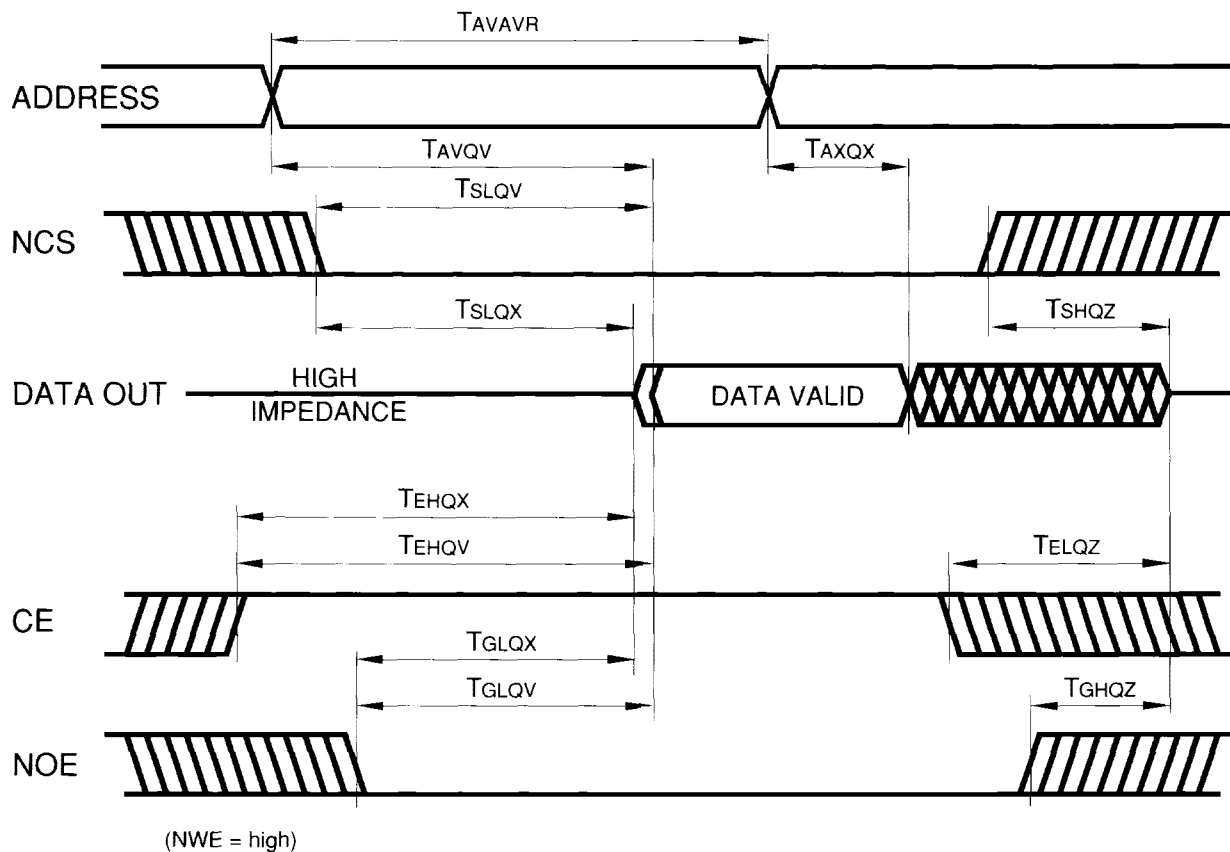 TAVAVR
ADDRESS
TAVQV
TAXQX
TSLQV
NCS
TSLQX
TSHQZ
DATA OUT
HIGH
IMPEDANCE
DATA VALID
TEHQX
TEHQV
TELQZ
CE
TGLQX
TGLQV
TGHQZ
NOE
(NWE = high)